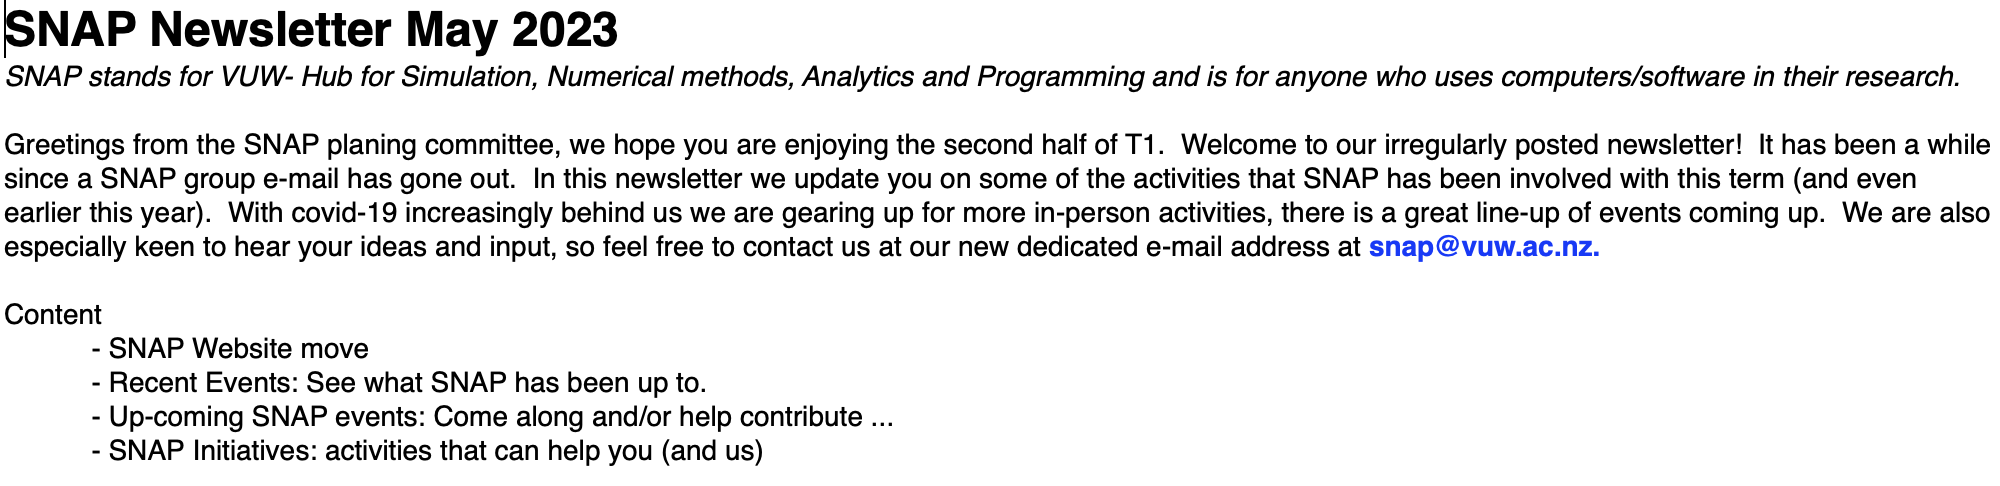 SNAP Newsletter May 2023
SNAP stands for VUW- Hub for Simulation, Numerical methods, Analytics and Programming and is for anyone who uses computers/software in their research.
Greetings from the SNAP planing committee, we hope you are enjoying the second half of T1.  Welcome to our irregularly posted newsletter!  It has been a while
since a SNAP group e-mail has gone out.  In this newsletter we update you on some of the activities that SNAP has been involved with this term (and even
earlier this year).  With covid-19 increasingly behind us we are gearing up for more in-person activities, there is a great line-up of events coming up.  We are also
especially keen to hear your ideas and input, so feel free to contact us at our new dedicated e-mail address at snap@vuw.ac.nz.
Content
- SNAP Website move
- Recent Events: See what SNAP has been up to.
- Up-coming SNAP events: Come along and/or help contribute ...
- SNAP Initiatives: activities that can help you (and us)